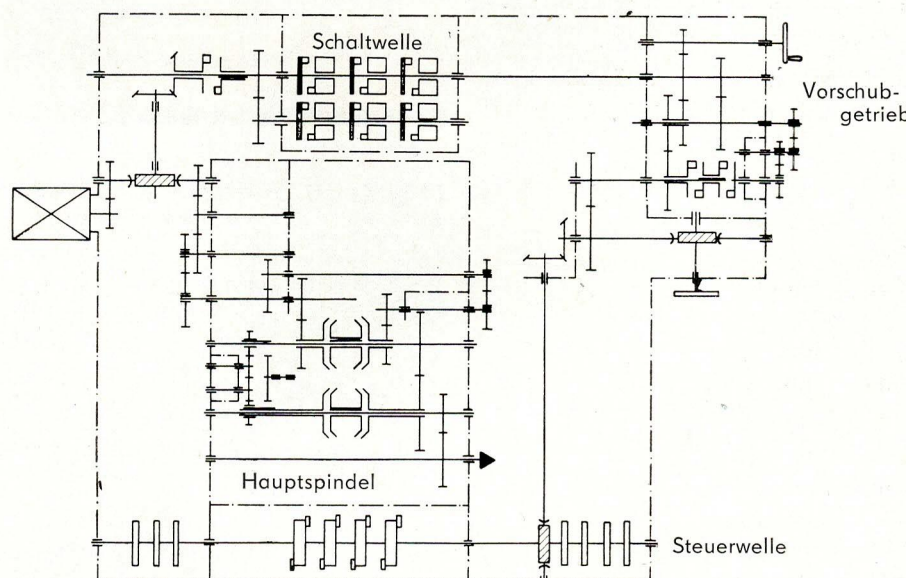 Schaltwelle
Vorschub-
getrieb
Hauptspindel
Steuerwelle